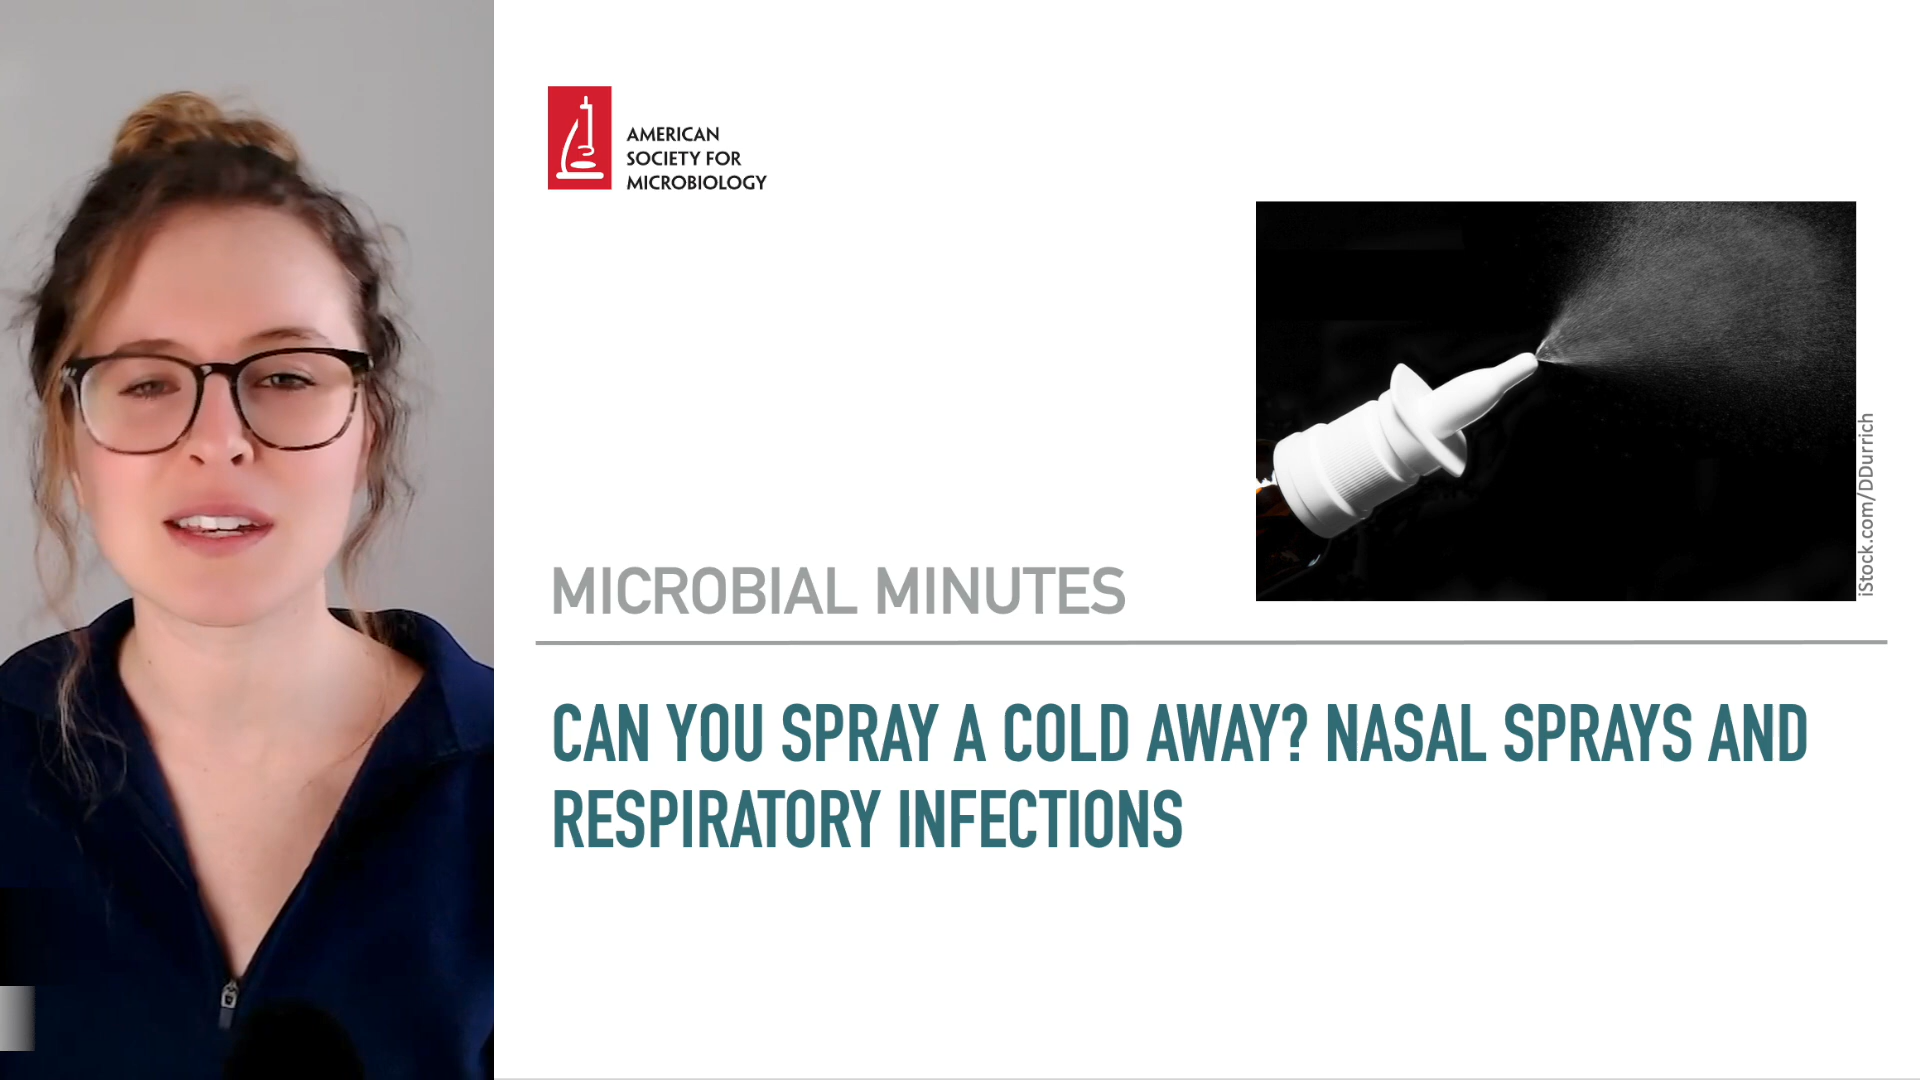 AMERICAN
SOCIETY FOR
MICROBIOLOGY
iStock.com/DDurrich
MICROBIAL MINUTES
CAN YOU SPRAY A COLD AWAY? NASAL SPRAYS AND
RESPIRATORY INFECTIONS